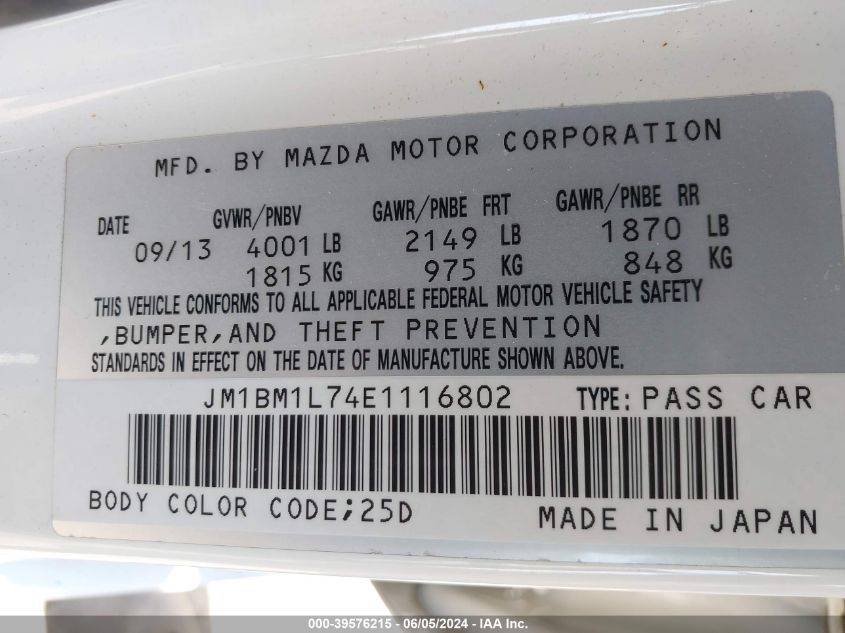 MFD. BY MAZDA MOTOR CORPORATION
DATE GVWR/PNBV GAWR/PNBE FRT GAWR/PNBE RR
09/13 4001 LB 2149 LB 1870 LB
1815 KG 975 KG 848 KG
THIS VEHICLE CONFORMS TO ALL APPLICABLE FEDERAL MOTOR VEHICLE SAFETY
,BUMPER,AND THEFT PREVENTION
STANDARDS IN EFFECT ON THE DATE OF MANUFACTURE SHOWN ABOVE.
JM1BM1L74E1116802 TYPE: PASS CAR
BODY COLOR CODE;25D MADE IN JAPAN
000-39576215 - 06/05/2024 - IAA Inc.